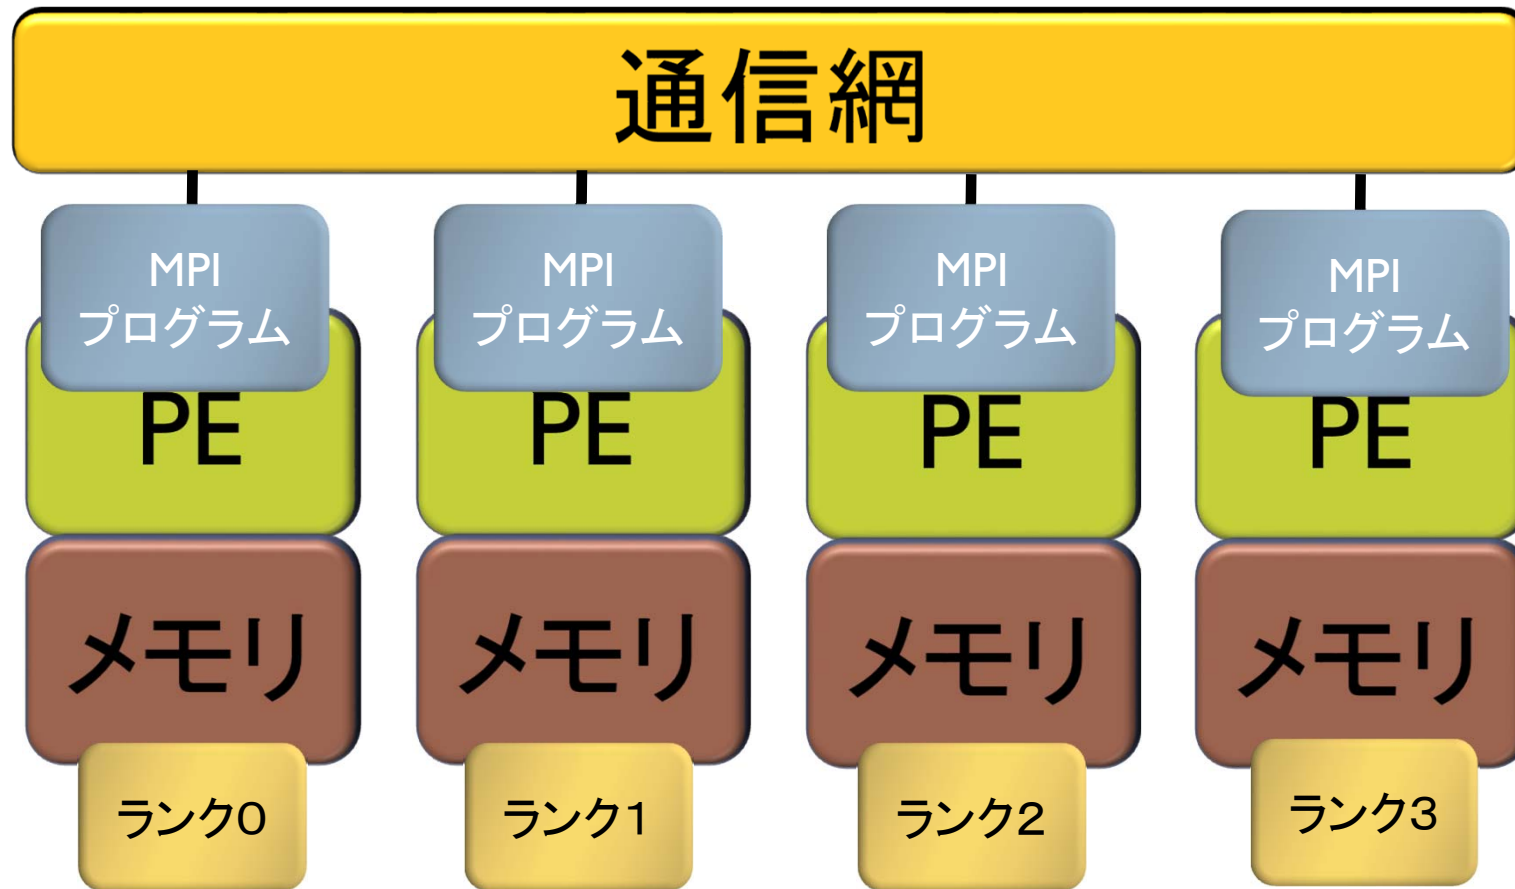 通信網
MPI
プログラム
MPI
プログラム
MPI
プログラム
MPI
プログラム
PE
PE
PE
PE
メモリ
メモリ
メモリ
メモリ
ランク0
ランク1
ランク2
ランク3